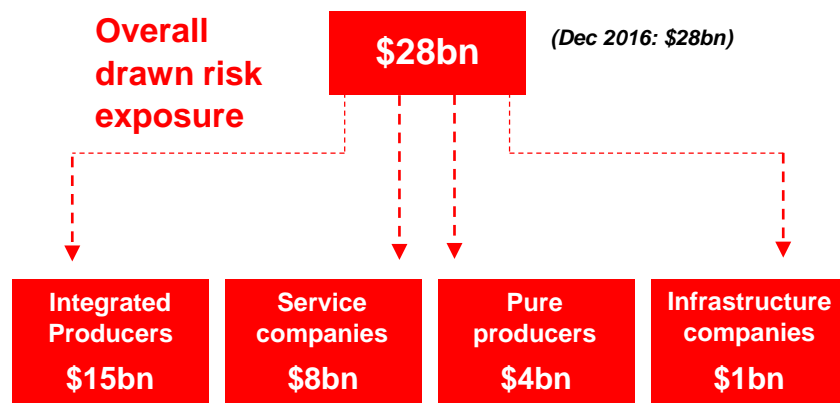 Overall
drawn risk
exposure
$28bn
(Dec 2016: $28bn)
Integrated
Producers
$15bn
Service
companies
$8bn
Pure
producers
$4bn
Infrastructure
companies
$1bn